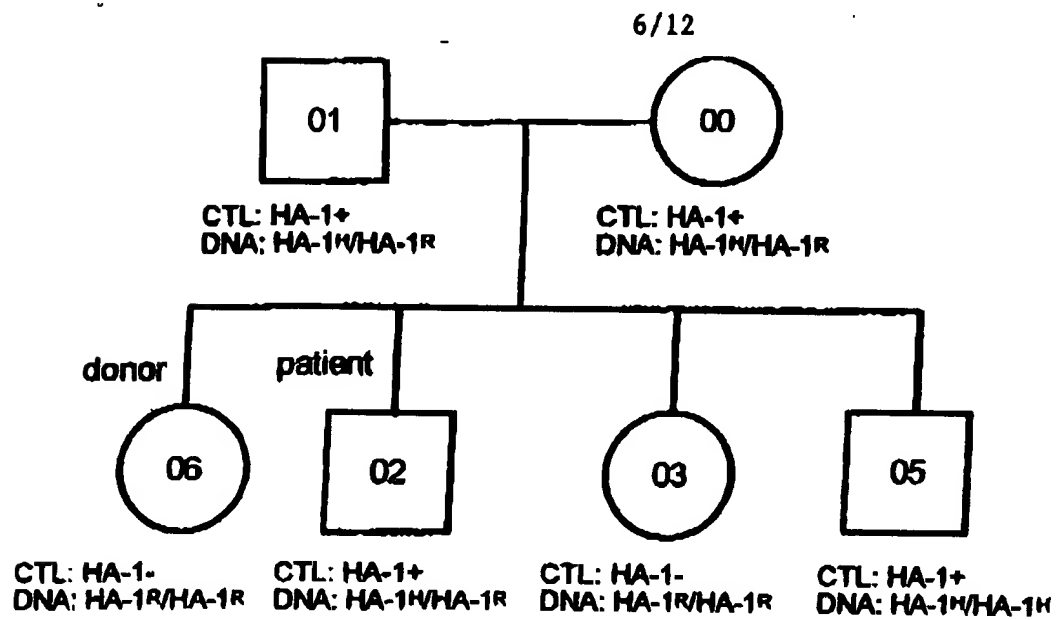 6/12
01
00
CTL: HA-1+
DNA: HA-1H/HA-1R
CTL: HA-1+
DNA: HA-1H/HA-1R
donor
patient
06
02
03
05
CTL: HA-1-
DNA: HA-1R/HA-1R
CTL: HA-1+
DNA: HA-1H/HA-1R
CTL: HA-1-
DNA: HA-1R/HA-1R
CTL: HA-1+
DNA: HA-1H/HA-1H